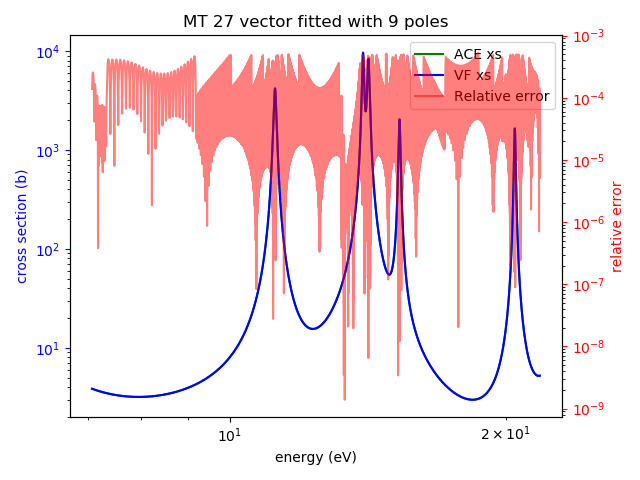 MT 27 vector fitted with 9 poles
10⁴
10³
10²
10¹
cross section (b)
ACE xs
VF xs
Relative error
10⁻³
10⁻⁴
10⁻⁵
10⁻⁶
10⁻⁷
10⁻⁸
10⁻⁹
relative error
10¹
2 × 10¹
energy (eV)